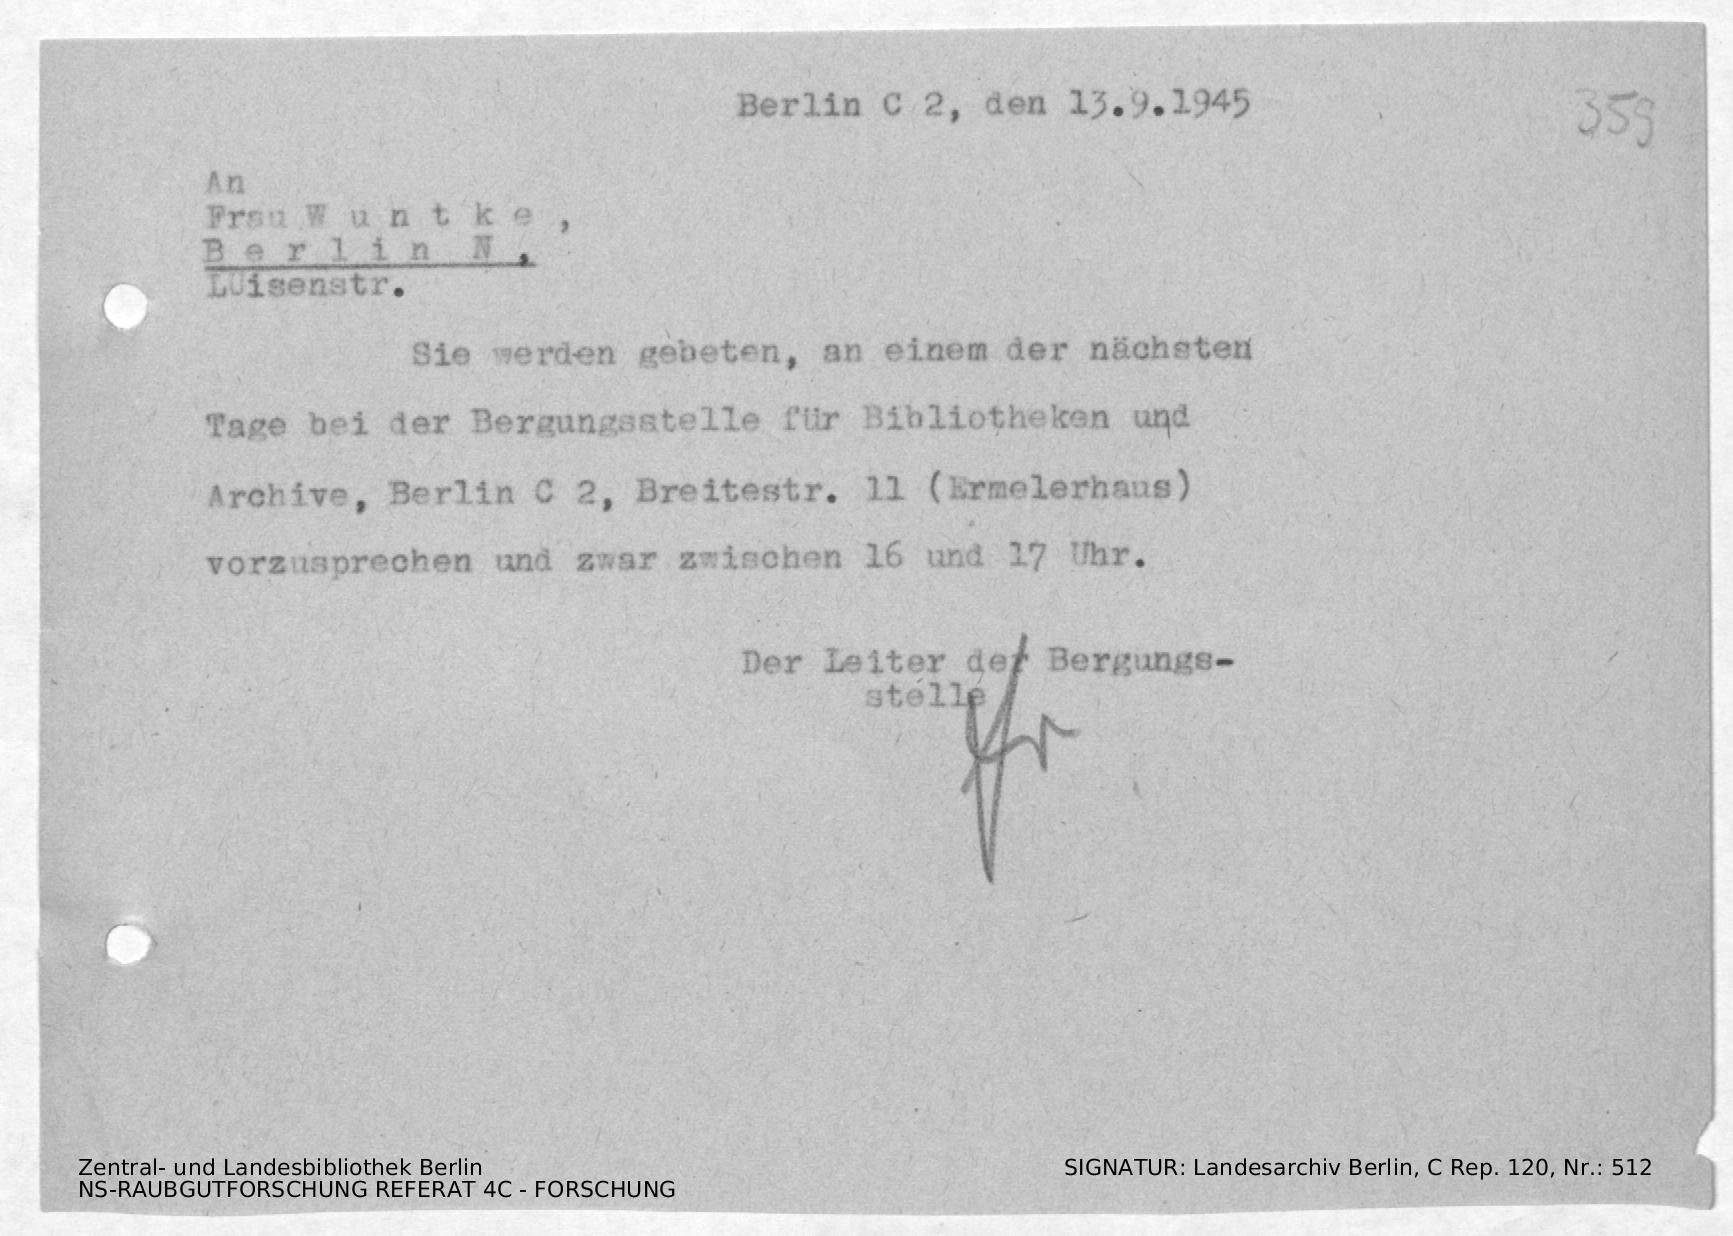 Berlin C 2, den 13.9.1945
359
An
Frau W u n t k e ,
B e r l i n  N ,
LUisenstr.
Sie werden gebeten, an einem der nächsten
Tage bei der Bergungsstelle für Bibliotheken und
Archive, Berlin C 2, Breitestr. 11 (Ermelerhaus)
vorzusprechen und zwar zwischen 16 und 17 Uhr.
Der Leiter der Bergungs-
stelle
Zentral- und Landesbibliothek Berlin
NS-RAUBGUTFORSCHUNG REFERAT 4C - FORSCHUNG
SIGNATUR: Landesarchiv Berlin, C Rep. 120, Nr.: 512